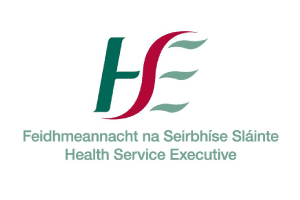 HSE
Feidhmeannacht na Seirbhíse Sláinte
Health Service Executive